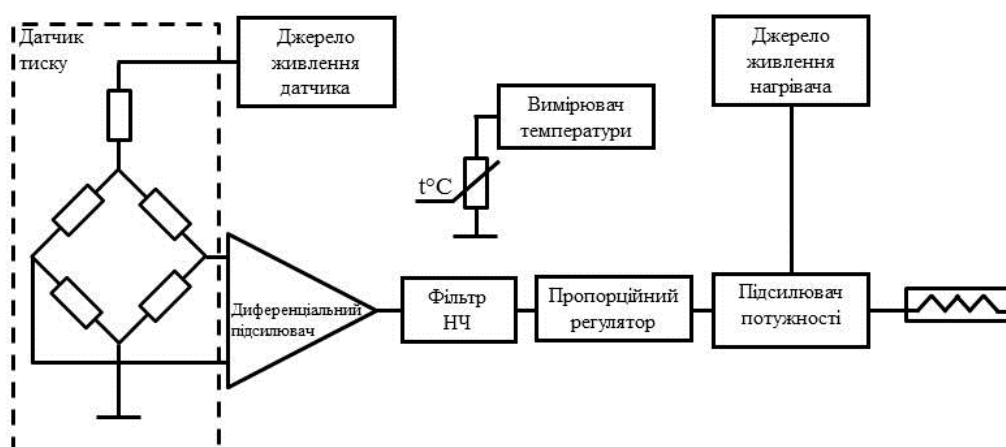 Датчик
тиску
Джерело
живлення
датчика
Вимірювач
температури
t°C
Джерело
живлення
нагрівача
Диференціальний
підсилювач
Фільтр
НЧ
Пропорційний
регулятор
Підсилювач
потужності